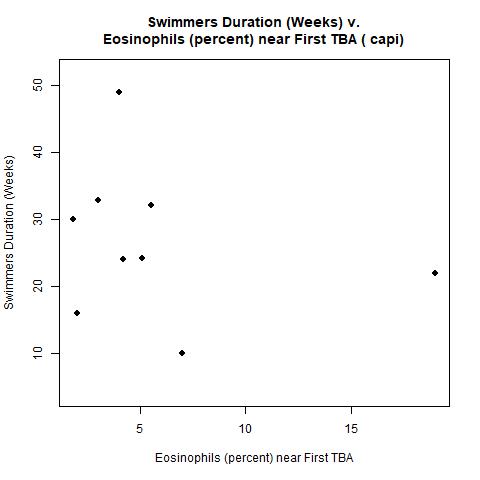 Swimmers Duration (Weeks) v.
Eosinophils (percent) near First TBA ( capi)
Swimmers Duration (Weeks)
50
40
30
20
10
5
10
15
Eosinophils (percent) near First TBA